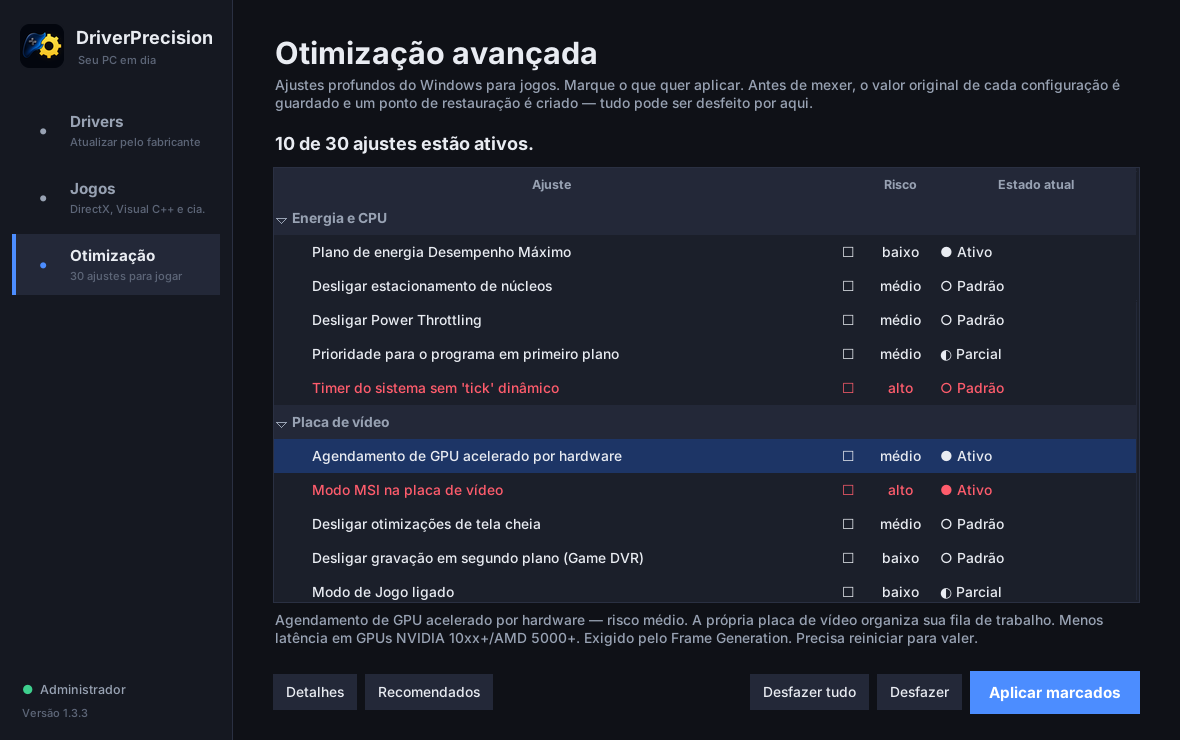 DriverPrecision
Seu PC em dia
Drivers
Atualizar pelo fabricante
Jogos
DirectX, Visual C++ e cia.
Otimização
30 ajustes para jogar
Administrador
Versão 1.3.3
Otimização avançada
Ajustes profundos do Windows para jogos. Marque o que quer aplicar. Antes de mexer, o valor original de cada configuração é
guardado e um ponto de restauração é criado — tudo pode ser desfeito por aqui.
10 de 30 ajustes estão ativos.
Ajuste Risco Estado atual
Energia e CPU
Plano de energia Desempenho Máximo ☐ baixo ● Ativo
Desligar estacionamento de núcleos ☐ médio ○ Padrão
Desligar Power Throttling ☐ médio ○ Padrão
Prioridade para o programa em primeiro plano ☐ médio ◐ Parcial
Timer do sistema sem 'tick' dinâmico ☐ alto ○ Padrão
Placa de vídeo
Agendamento de GPU acelerado por hardware ☐ médio ● Ativo
Modo MSI na placa de vídeo ☐ alto ● Ativo
Desligar otimizações de tela cheia ☐ médio ○ Padrão
Desligar gravação em segundo plano (Game DVR) ☐ baixo ○ Padrão
Modo de Jogo ligado ☐ baixo ◐ Parcial
Agendamento de GPU acelerado por hardware — risco médio. A própria placa de vídeo organiza sua fila de trabalho. Menos
latência em GPUs NVIDIA 10xx+/AMD 5000+. Exigido pelo Frame Generation. Precisa reiniciar para valer.
Detalhes Recomendados Desfazer tudo Desfazer Aplicar marcados